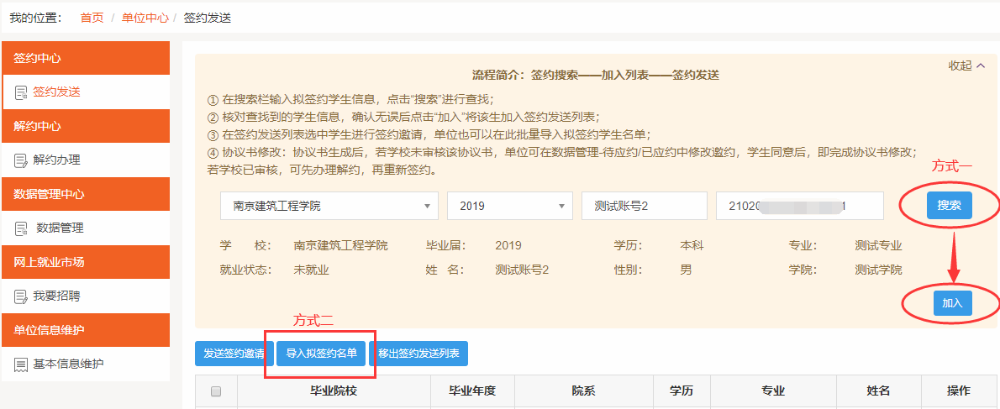 我的位置： 首页 / 单位中心 / 签约发送
签约中心
签约发送
解约中心
解约办理
数据管理中心
数据管理
网上就业市场
我要招聘
单位信息维护
基本信息维护
收起
流程简介：签约搜索——加入列表——签约发送
① 在搜索栏输入拟签约学生信息，点击“搜索”进行查找；
② 核对查找到的学生信息，确认无误后点击“加入”将该生加入签约发送列表；
③ 在签约发送列表选中学生进行签约邀请，单位也可以在此批量导入拟签约学生名单；
④ 协议书修改：协议书生成后，若学校未审核该协议书，单位可在数据管理-待应约/已应约中修改邀约，学生同意后，即完成协议书修改；
若学校已审核，可先办理解约，再重新签约。
方式一
南京建筑工程学院 2019 测试账号2 21020 1 搜索
学 校： 南京建筑工程学院 毕业届： 2019 学历： 本科 专业： 测试专业
就业状态： 未就业 姓 名： 测试账号2 性别： 男 学院： 测试学院
加入
方式二
发送签约邀请 导入拟签约名单 移出签约发送列表
毕业院校 毕业年度 院系 学历 专业 姓名 操作